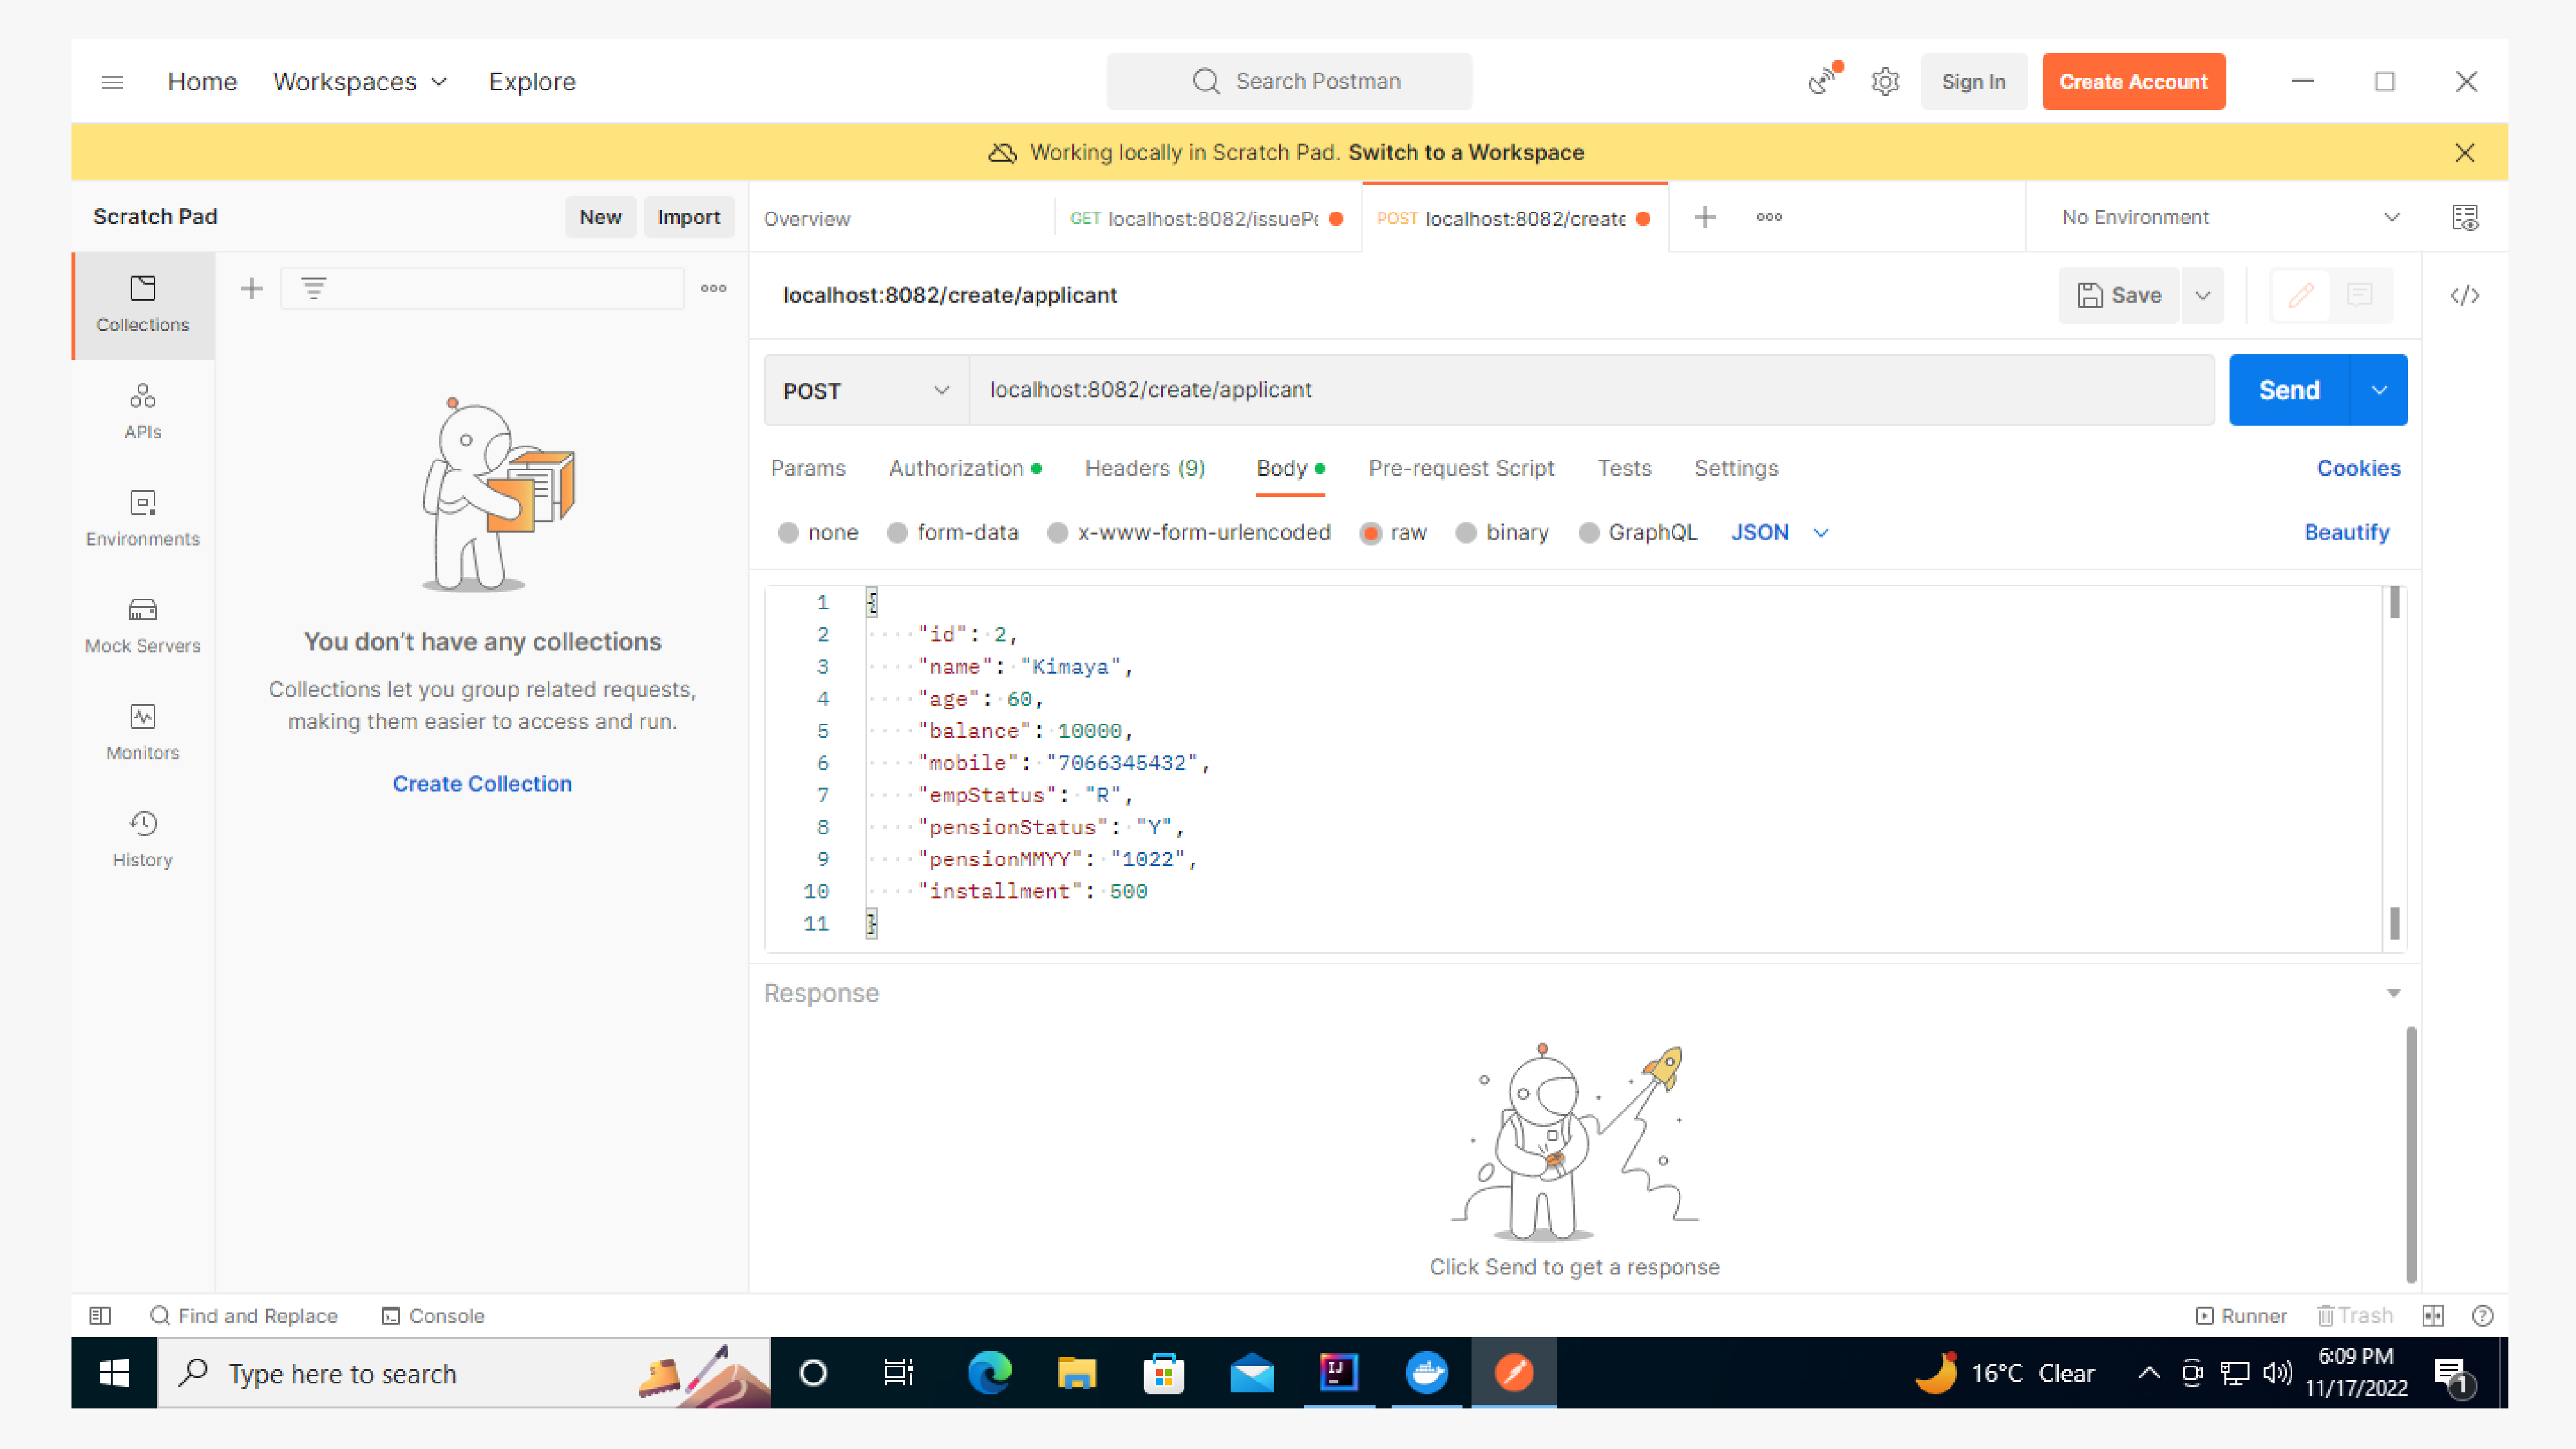 Home Workspaces Explore Search Postman Sign In Create Account
Working locally in Scratch Pad. Switch to a Workspace
Scratch Pad New Import
Overview GET localhost:8082/issuePe POST localhost:8082/create No Environment
Collections
APIs
Environments
Mock Servers
Monitors
History
You don't have any collections
Collections let you group related requests,
making them easier to access and run.
Create Collection
localhost:8082/create/applicant Save
POST localhost:8082/create/applicant Send
Params Authorization Headers (9) Body Pre-request Script Tests Settings Cookies
none form-data x-www-form-urlencoded raw binary GraphQL JSON Beautify
1 {
2 "id": 2,
3 "name": "Kimaya",
4 "age": 60,
5 "balance": 10000,
6 "mobile": "7066345432",
7 "empStatus": "R",
8 "pensionStatus": "Y",
9 "pensionMMYY": "1022",
10 "installment": 500
11 }
Response
Click Send to get a response
Find and Replace Console Runner Trash
Type here to search IJ 16°C Clear 6:09 PM
11/17/2022 1